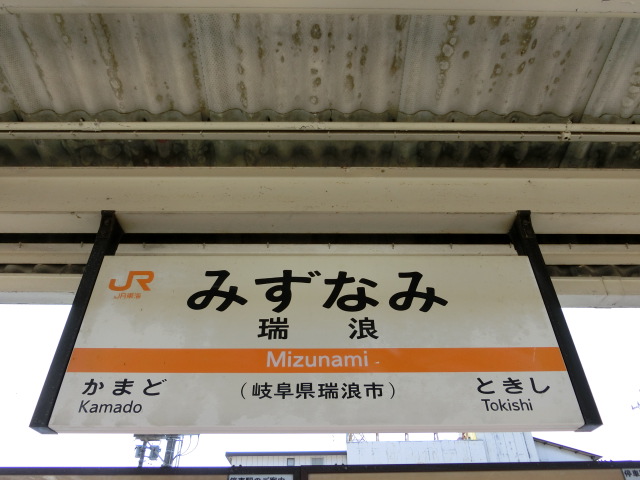 JR
JR東海
みずなみ
瑞浪
Mizunami
かまど
Kamado
(岐阜県瑞浪市)
ときし
Tokishi